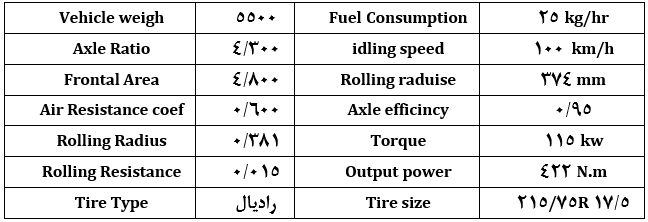 Vehicle weigh ۵۵۰۰ Fuel Consumption ۲۵ kg/hr
Axle Ratio ۴/۳۰۰ idling speed ۱۰۰ km/h
Frontal Area ۴/۸۰۰ Rolling raduise ۳۷۴ mm
Air Resistance coef ۰/۶۰۰ Axle efficincy ۰/۹۵
Rolling Radius ۰/۳۸۱ Torque ۱۱۵ kw
Rolling Resistance ۰/۰۱۵ Output power ۴۲۲ N.m
Tire Type رادیال Tire size ۲۱۵/۷۵R ۱۷/۵